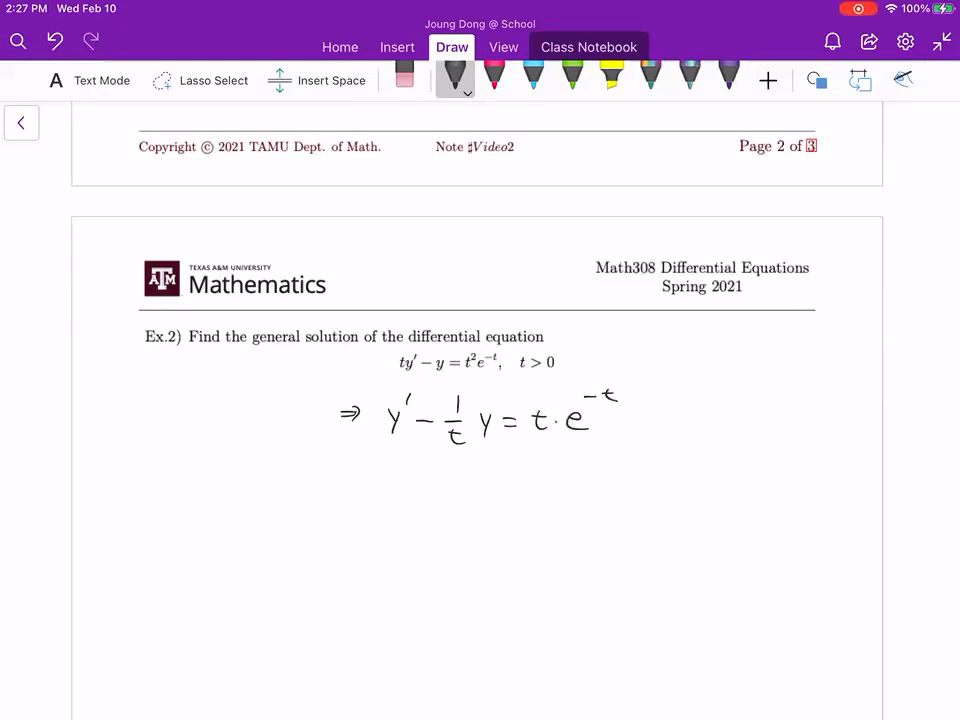 2:27 PM Wed Feb 10 100%
Joung Dong @ School
Home Insert Draw View Class Notebook
A Text Mode Lasso Select Insert Space
Copyright © 2021 TAMU Dept. of Math. Note ♯Video2 Page 2 of 3
TEXAS A&M UNIVERSITY
Mathematics
ATM
Math308 Differential Equations
Spring 2021
Ex.2) Find the general solution of the differential equation
ty′ − y = t²e⁻ᵗ, t > 0
⇒ y′ − 1/t y = t · e⁻ᵗ